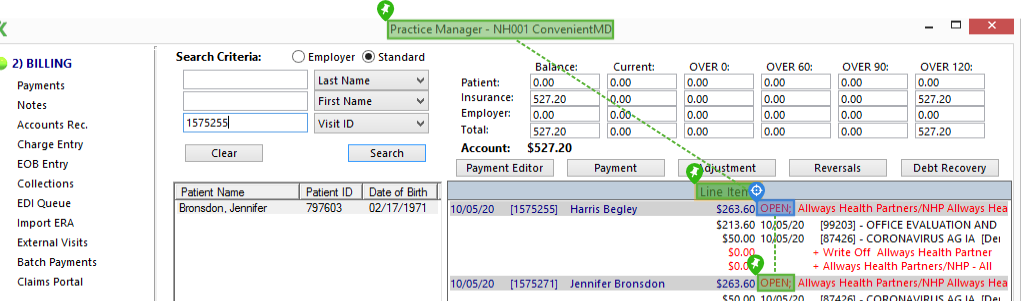 Practice Manager - NH001 ConvenientMD
2) BILLING
Payments
Notes
Accounts Rec.
Charge Entry
EOB Entry
Collections
EDI Queue
Import ERA
External Visits
Batch Payments
Claims Portal
Search Criteria: Employer Standard
Last Name
First Name
1575255 Visit ID
Clear Search
Balance: Current: OVER 0: OVER 60: OVER 90: OVER 120:
Patient: 0.00 0.00 0.00 0.00 0.00 0.00
Insurance: 527.20 0.00 0.00 0.00 0.00 527.20
Employer: 0.00 0.00 0.00 0.00 0.00 0.00
Total: 527.20 0.00 0.00 0.00 0.00 527.20
Account: $527.20
Payment Editor Payment Adjustment Reversals Debt Recovery
Patient Name Patient ID Date of Birth
Bronsdon, Jennifer 797603 02/17/1971
Line Iten
10/05/20 [1575255] Harris Begley $263.60 OPEN; Allways Health Partners/NHP Allways Hea
$213.60 10/05/20 [99203] - OFFICE EVALUATION AND
$50.00 10/05/20 [87426] - CORONAVIRUS AG IA [De
$0.00 + Write Off Allways Health Partner
$0.0 + Allways Health Partners/NHP - All
10/05/20 [1575271] Jennifer Bronsdon $263.60 OPEN; Allways Health Partners/NHP Allways Hea
$50.00 10/05/20 [87426] - CORONAVIRUS AG IA [De